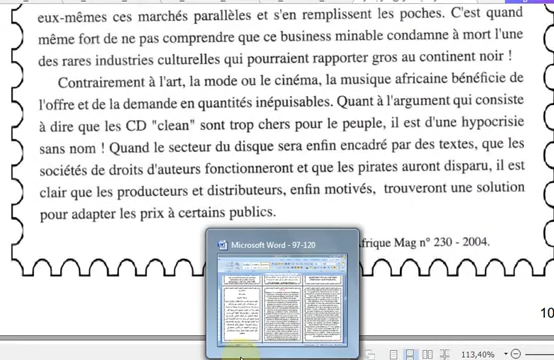 eux-mêmes ces marchés parallèles et s'en remplissent les poches. C'est quand
même fort de ne pas comprendre que ce business minable condamne à mort l'une
des rares industries culturelles qui pourraient rapporter gros au continent noir !
Contrairement à l'art, la mode ou le cinéma, la musique africaine bénéficie de
l'offre et de la demande en quantités inépuisables. Quant à l'argument qui consiste
à dire que les CD "clean" sont trop chers pour le peuple, il est d'une hypocrisie
sans nom ! Quand le secteur du disque sera enfin encadré par des textes, que les
sociétés de droits d'auteurs fonctionneront et que les pirates auront disparu, il est
clair que les producteurs et distributeurs, enfin motivés, trouveront une solution
pour adapter les prix à certains publics.
frique Mag n° 230 - 2004.
Microsoft Word - 97-120
10
113,40%